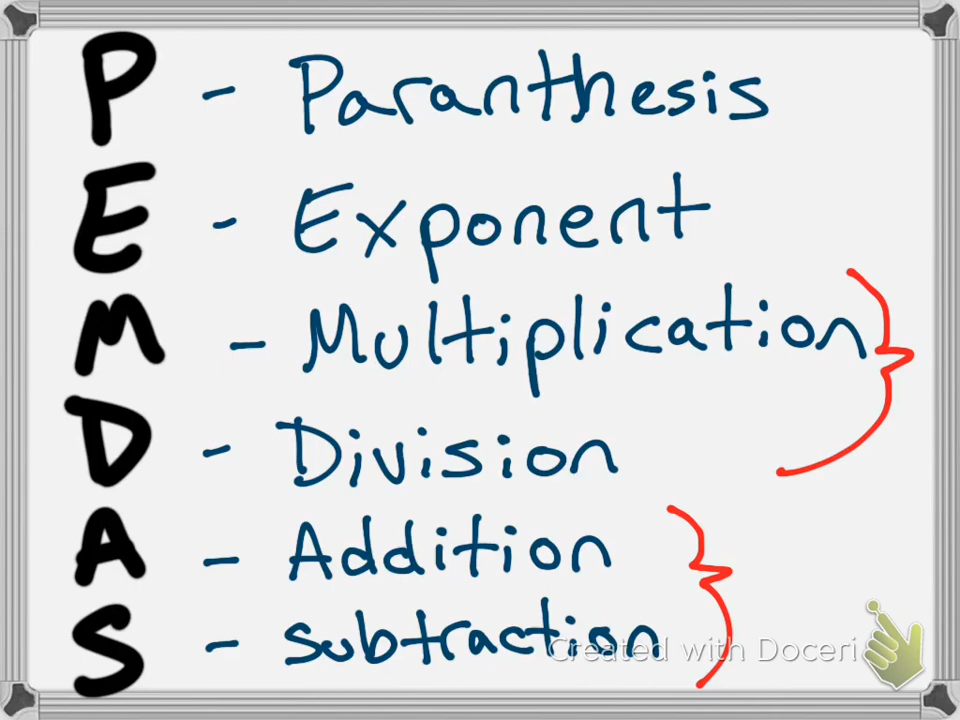 P - Paranthesis
E - Exponent
M - Multiplication
D - Division
A - Addition
S - subtraction
Created with Doceri